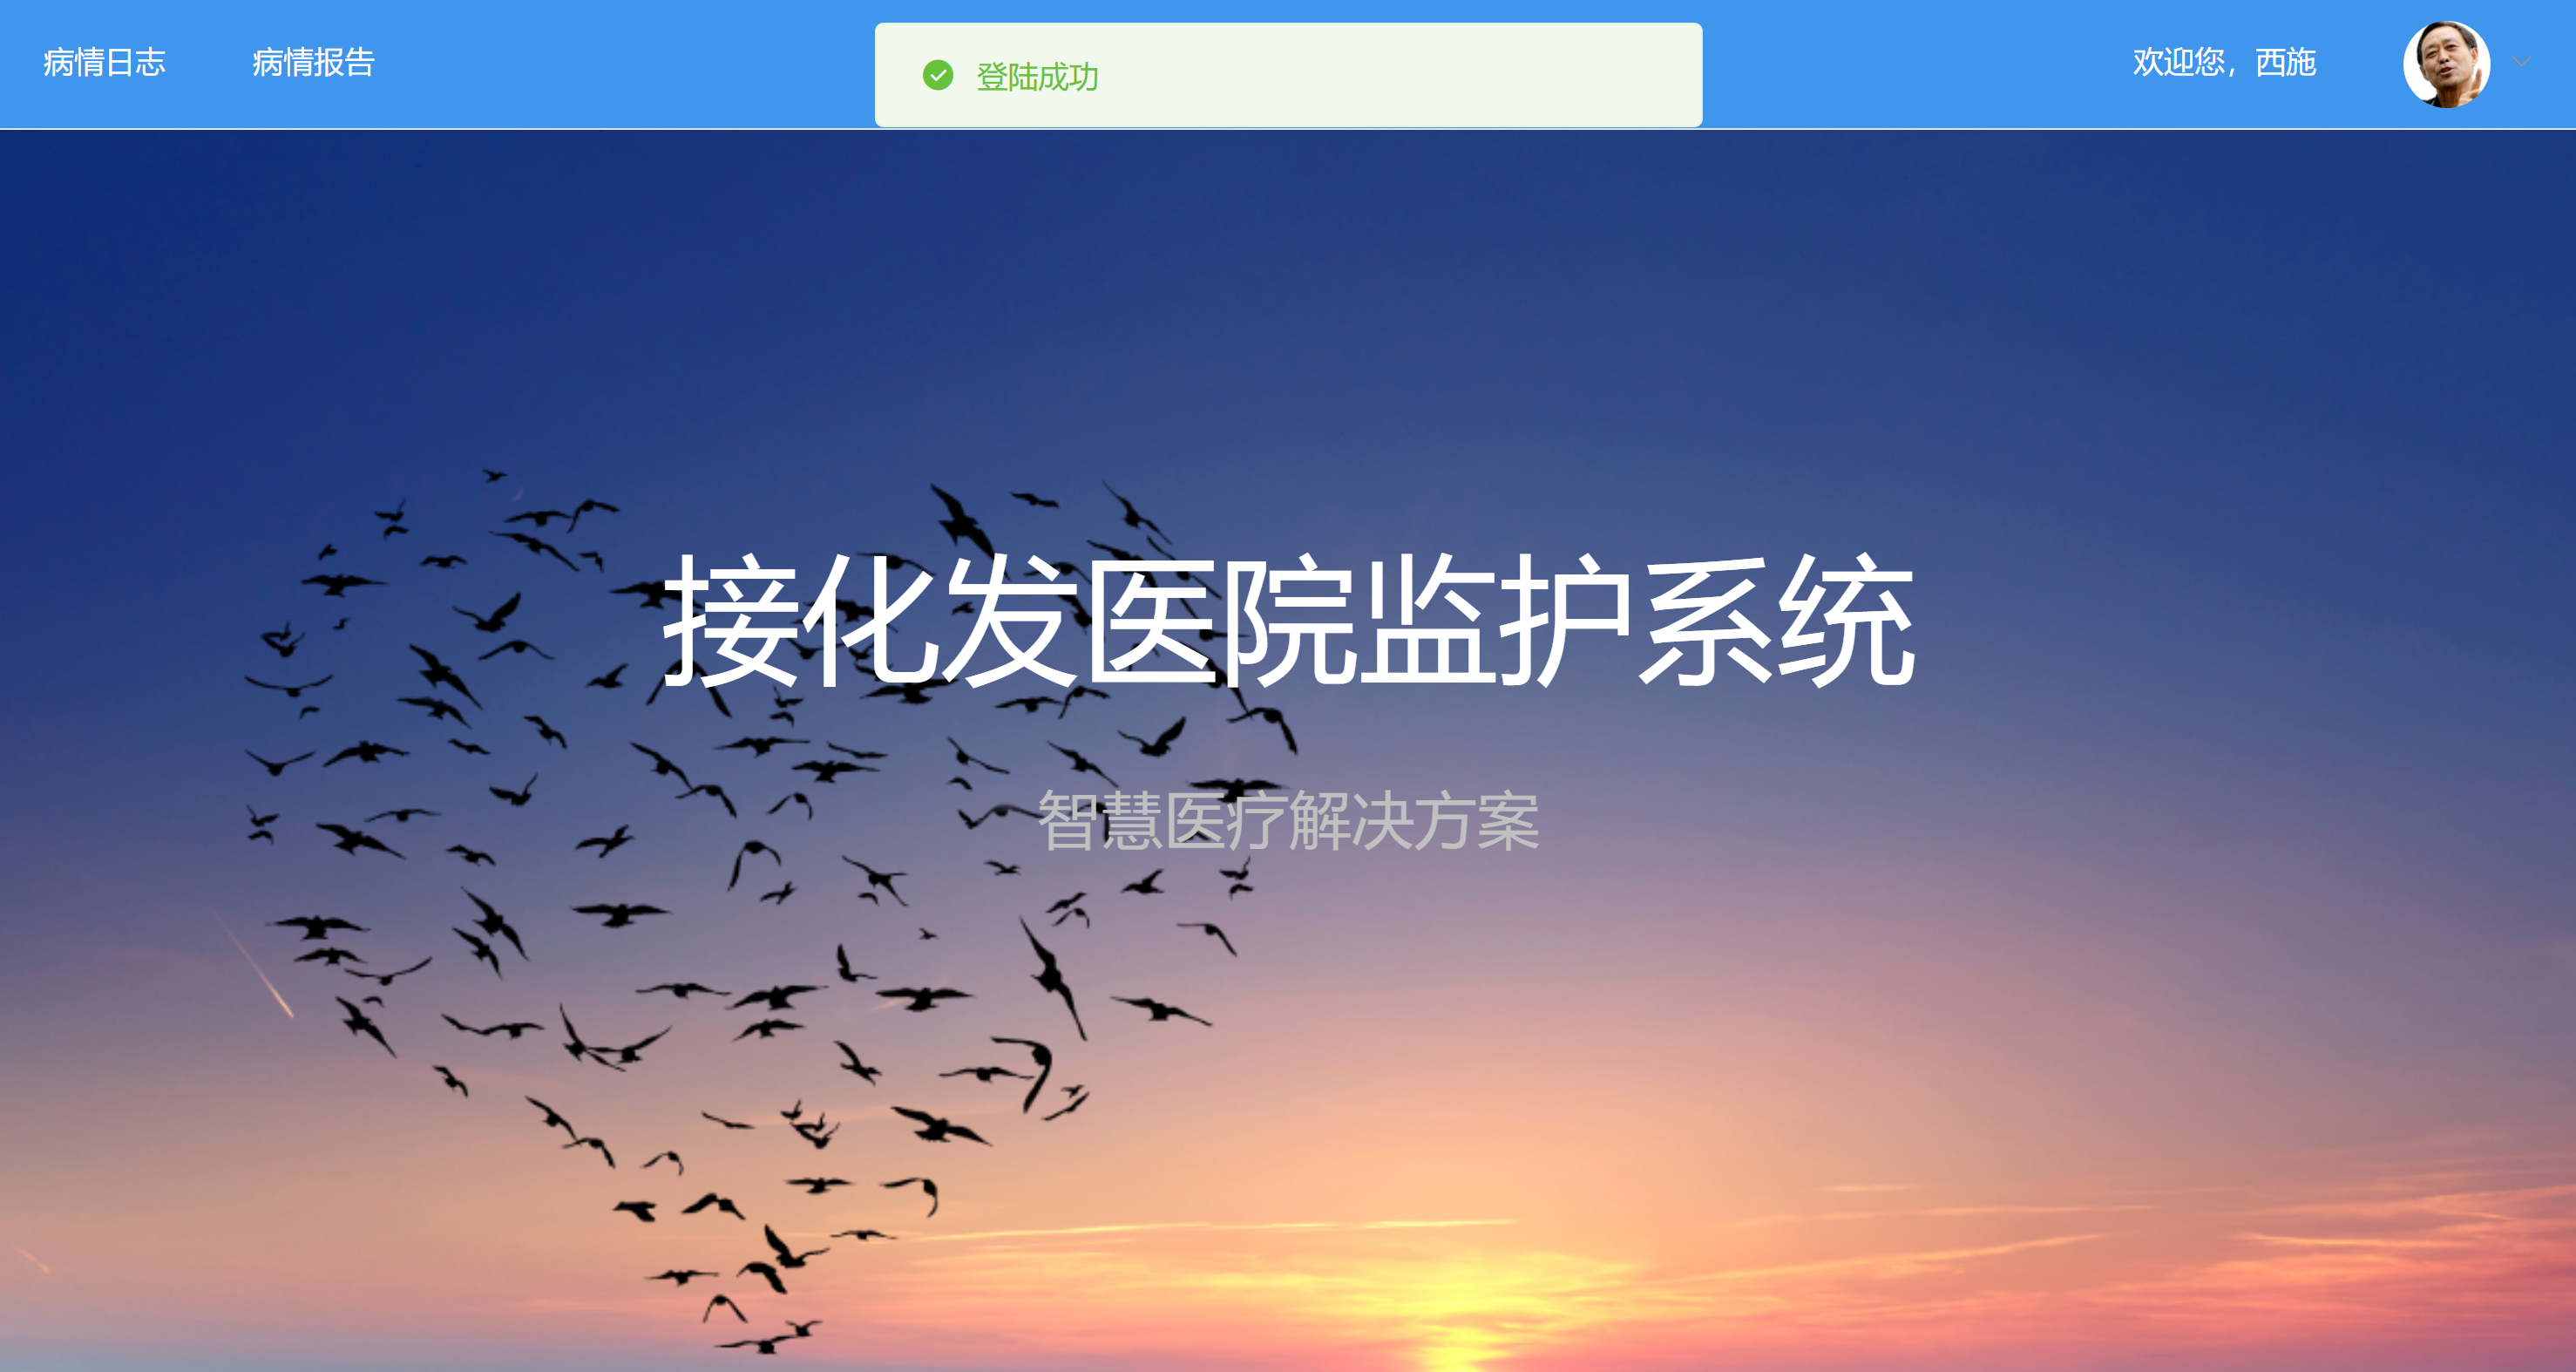 病情日志
病情报告
登陆成功
欢迎您，西施
接化发医院监护系统
智慧医疗解决方案